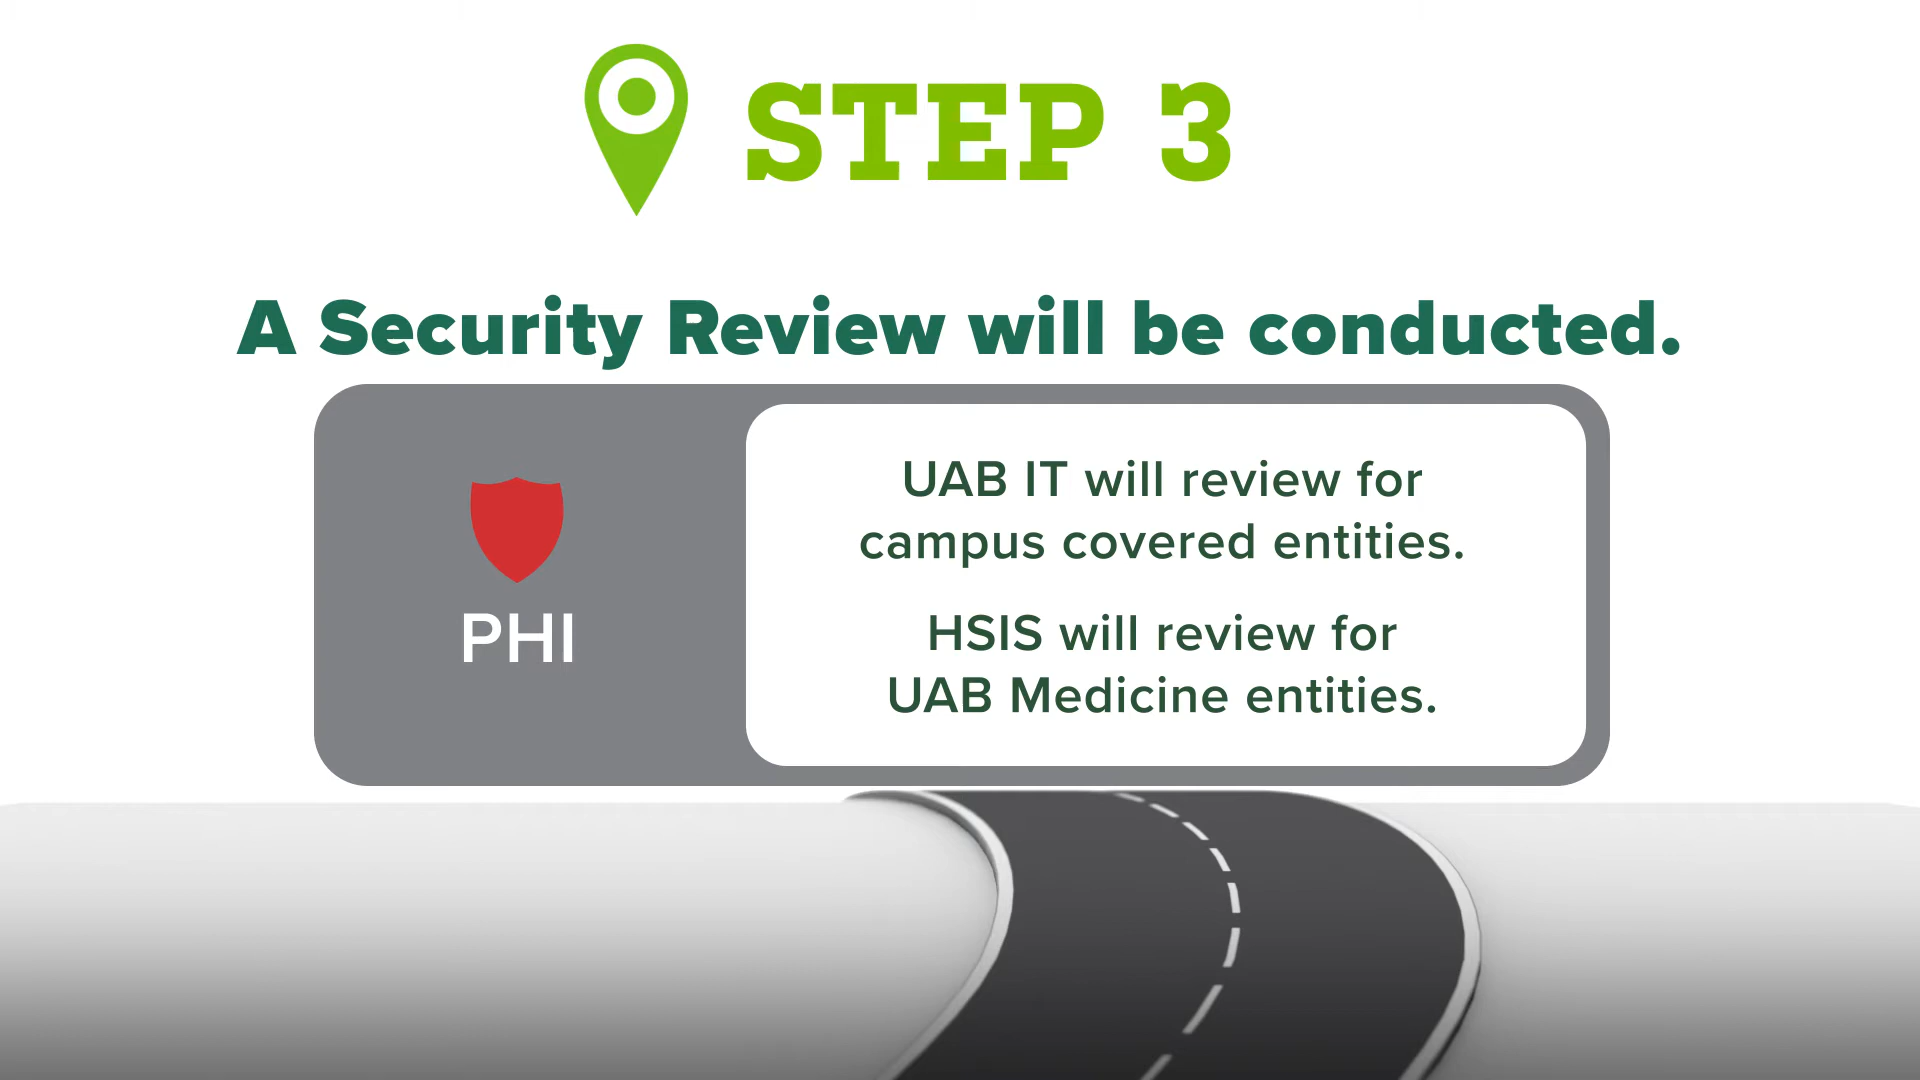 STEP 3
A Security Review will be conducted.
PHI
UAB IT will review for
campus covered entities.
HSIS will review for
UAB Medicine entities.